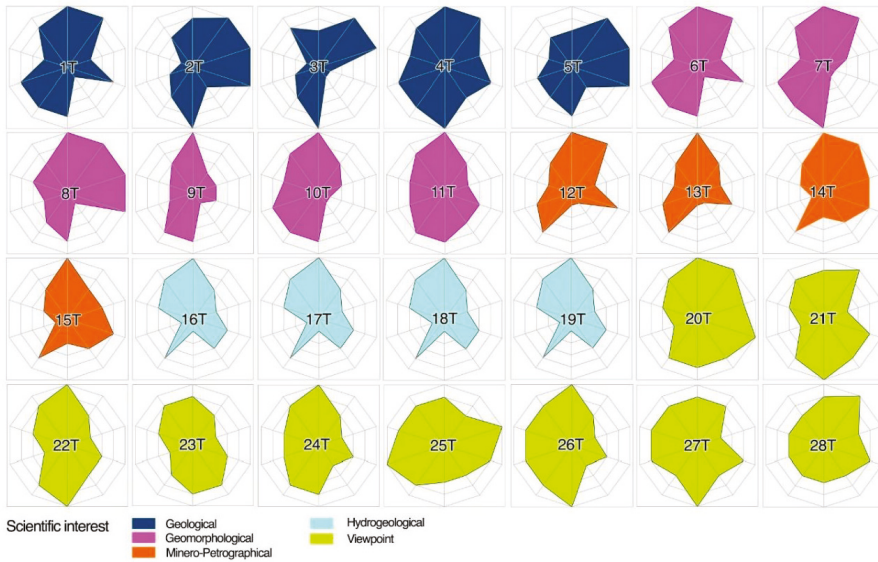 1T 2T 3T 4T 5T 6T 7T
8T 9T 10T 11T 12T 13T 14T
15T 16T 17T 18T 19T 20T 21T
22T 23T 24T 25T 26T 27T 28T
Scientific interest
Geological
Geomorphological
Minero-Petrographical
Hydrogeological
Viewpoint